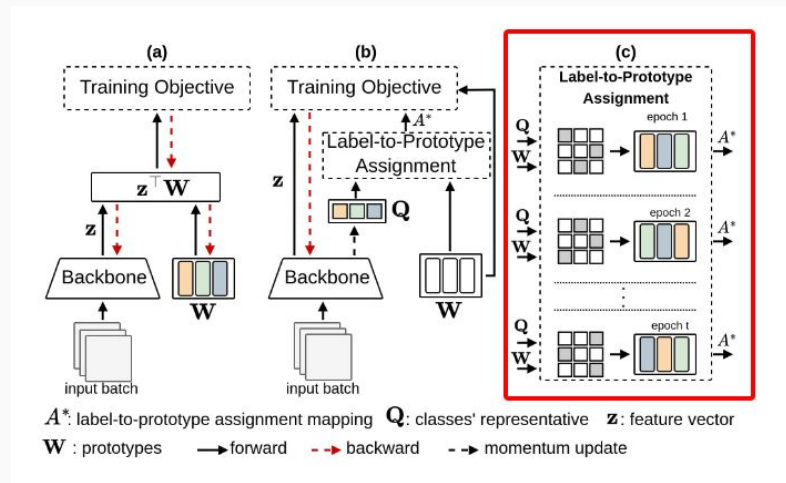 (a)
Training Objective
z⊤W
z
Backbone
W
input batch
(b)
Training Objective
A*
Label-to-Prototype
Assignment
z
Q
Backbone
W
input batch
(c)
Label-to-Prototype
Assignment
epoch 1
Q
W
A*
epoch 2
Q
W
A*
⋮
epoch t
Q
W
A*
A*: label-to-prototype assignment mapping Q: classes' representative z: feature vector
W : prototypes forward backward momentum update